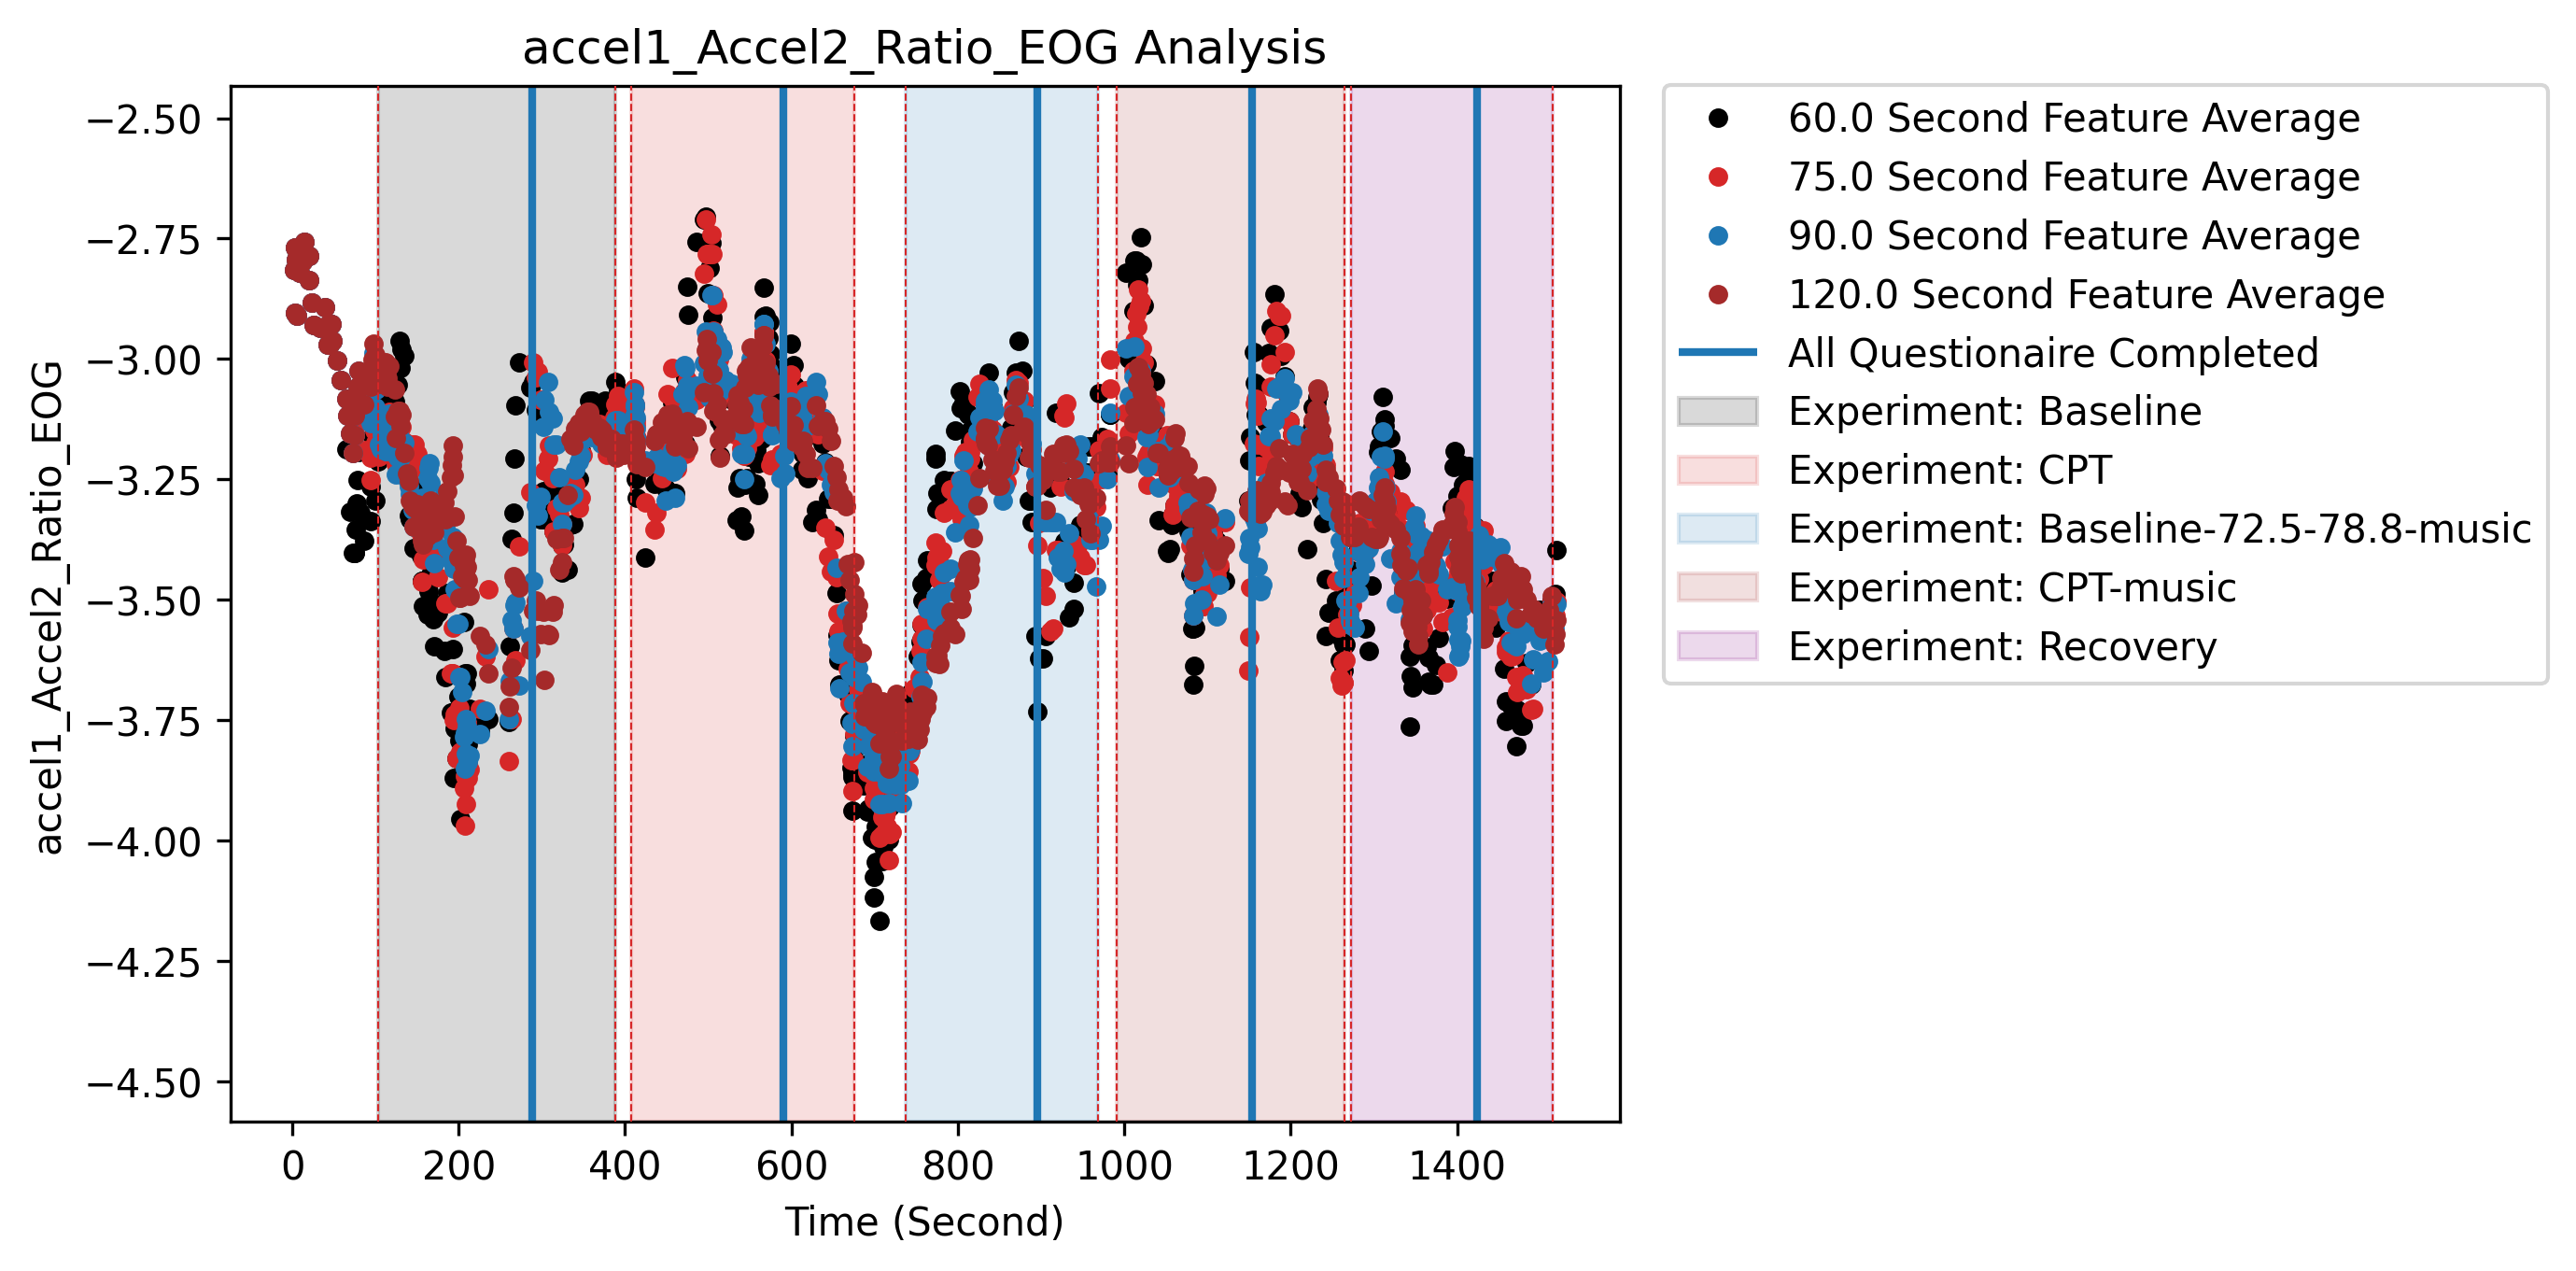 accel1_Accel2_Ratio_EOG Analysis
accel1_Accel2_Ratio_EOG
−2.50
−2.75
−3.00
−3.25
−3.50
−3.75
−4.00
−4.25
−4.50
0 200 400 600 800 1000 1200 1400
Time (Second)
60.0 Second Feature Average
75.0 Second Feature Average
90.0 Second Feature Average
120.0 Second Feature Average
All Questionaire Completed
Experiment: Baseline
Experiment: CPT
Experiment: Baseline-72.5-78.8-music
Experiment: CPT-music
Experiment: Recovery